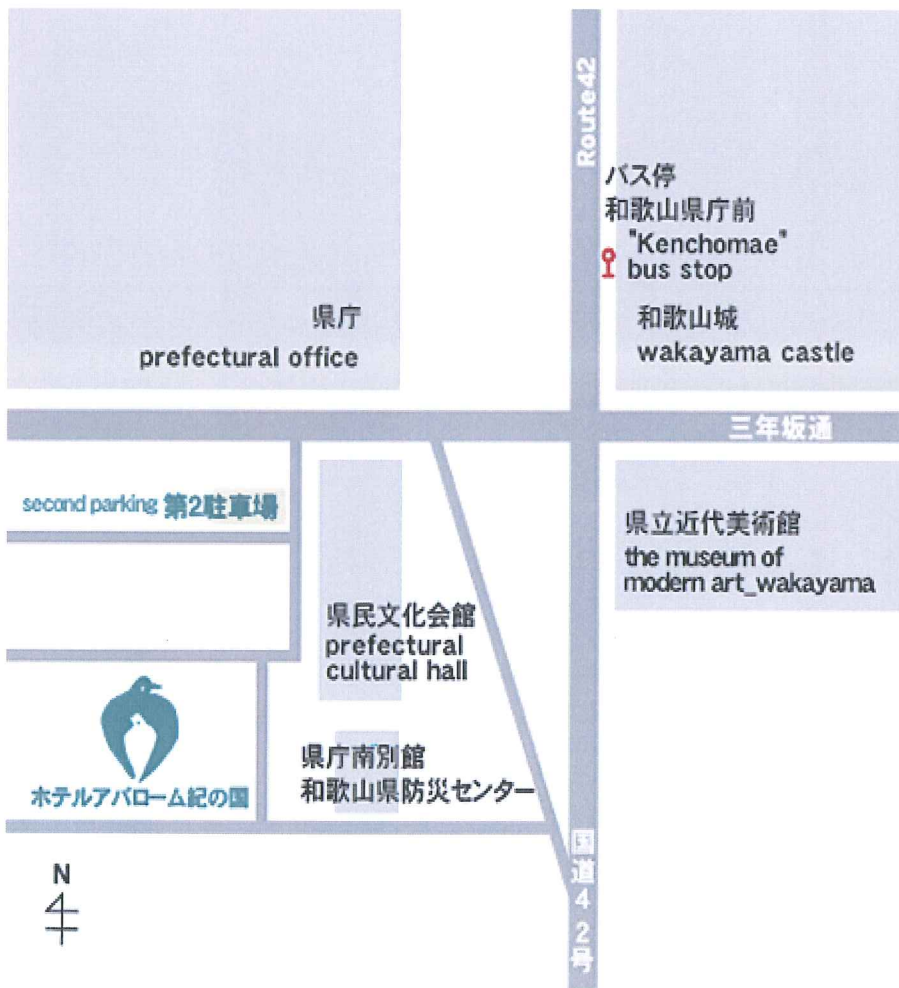 Route42
バス停
和歌山県庁前
"Kenchomae"
bus stop
県庁
prefectural office
和歌山城
wakayama castle
三年坂通
second parking 第2駐車場
県立近代美術館
the museum of
modern art_wakayama
県民文化会館
prefectural
cultural hall
ホテルアバローム紀の国
県庁南別館
和歌山県防災センター
国道42号
N